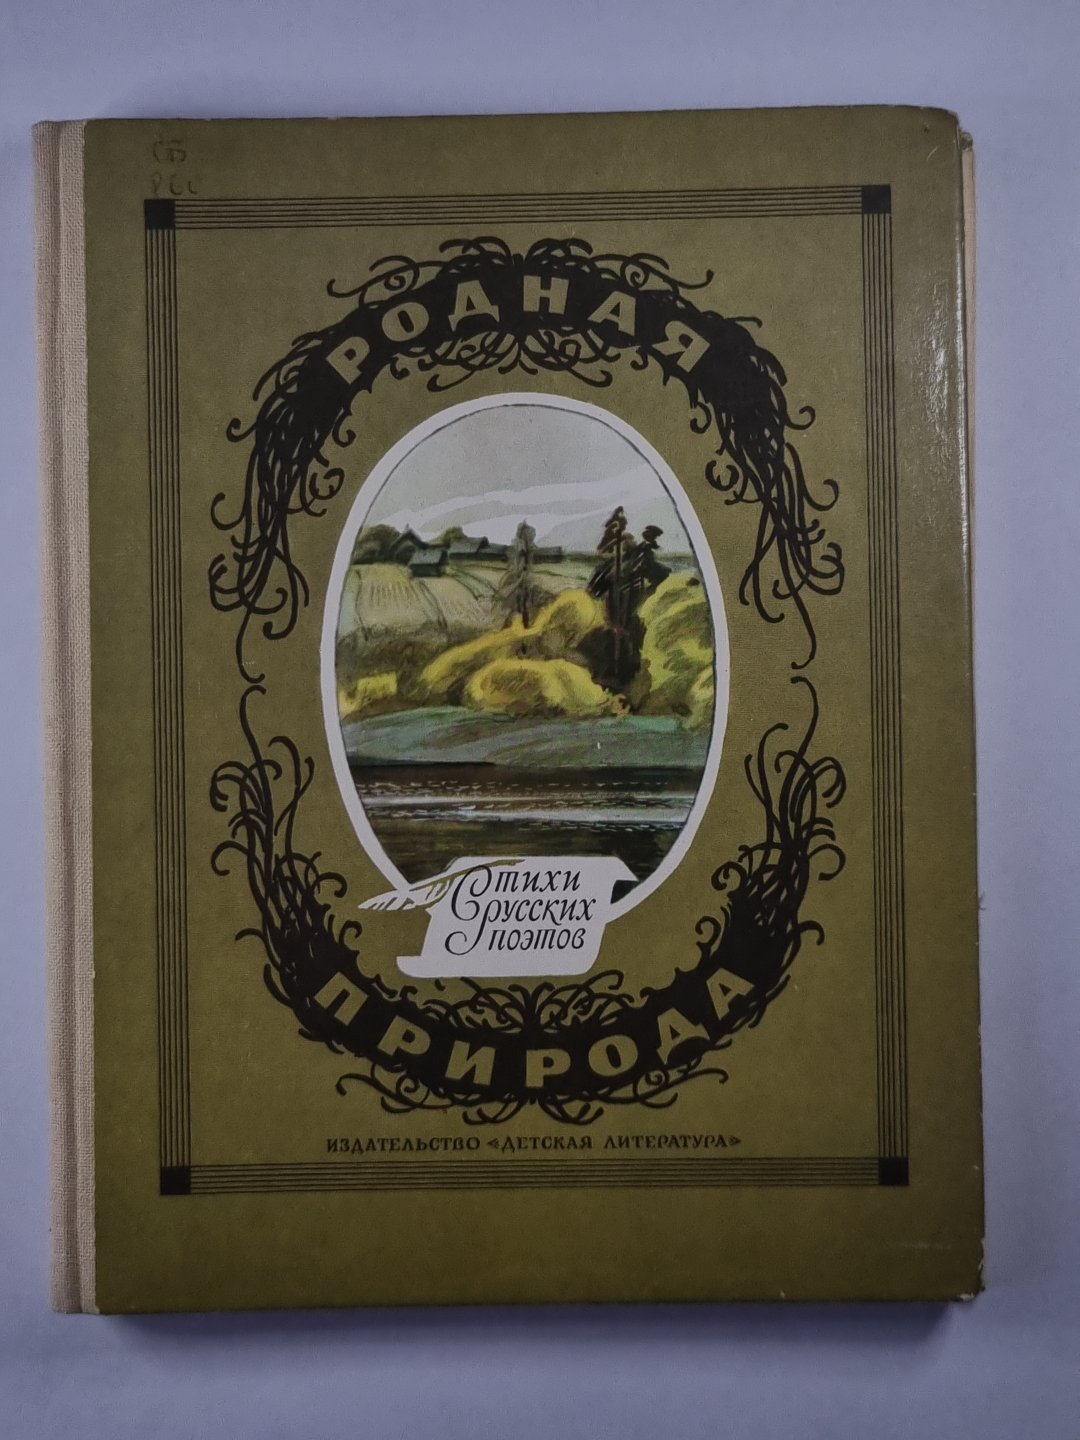 РОДНАЯ
Стихи
русских
поэтов
ПРИРОДА
ИЗДАТЕЛЬСТВО «ДЕТСКАЯ ЛИТЕРАТУРА»